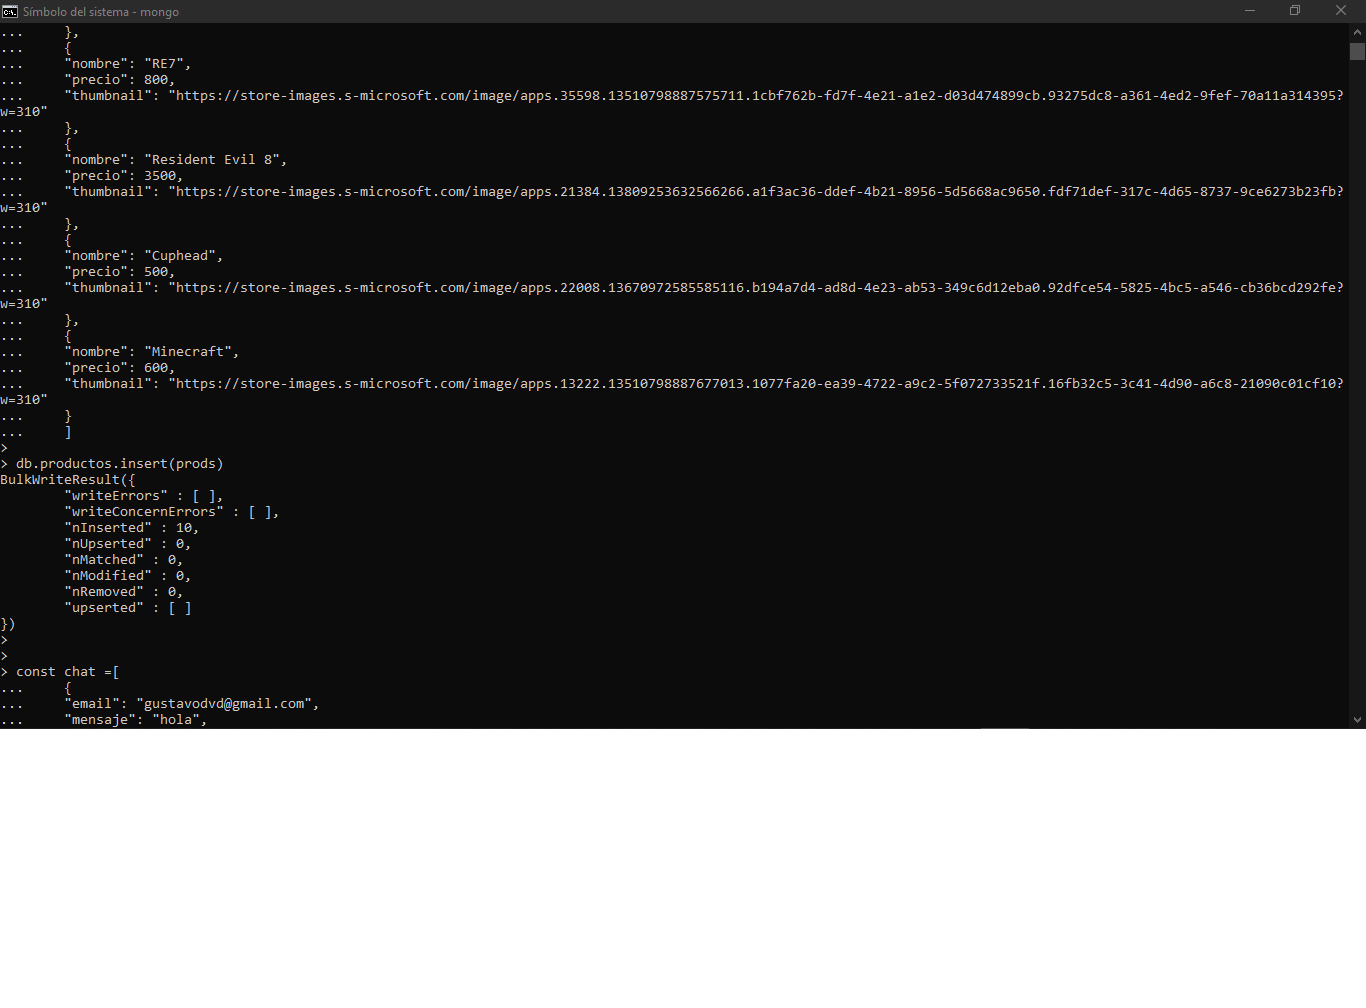 Símbolo del sistema - mongo
...     },
...     {
...     "nombre": "RE7",
...     "precio": 800,
...     "thumbnail": "https://store-images.s-microsoft.com/image/apps.35598.13510798887575711.1cbf762b-fd7f-4e21-a1e2-d03d474899cb.93275dc8-a361-4ed2-9fef-70a11a314395?
w=310"
...     },
...     {
...     "nombre": "Resident Evil 8",
...     "precio": 3500,
...     "thumbnail": "https://store-images.s-microsoft.com/image/apps.21384.13809253632566266.a1f3ac36-ddef-4b21-8956-5d5668ac9650.fdf71def-317c-4d65-8737-9ce6273b23fb?
w=310"
...     },
...     {
...     "nombre": "Cuphead",
...     "precio": 500,
...     "thumbnail": "https://store-images.s-microsoft.com/image/apps.22008.13670972585585116.b194a7d4-ad8d-4e23-ab53-349c6d12eba0.92dfce54-5825-4bc5-a546-cb36bcd292fe?
w=310"
...     },
...     {
...     "nombre": "Minecraft",
...     "precio": 600,
...     "thumbnail": "https://store-images.s-microsoft.com/image/apps.13222.13510798887677013.1077fa20-ea39-4722-a9c2-5f072733521f.16fb32c5-3c41-4d90-a6c8-21090c01cf10?
w=310"
...     }
...     ]
>
> db.productos.insert(prods)
BulkWriteResult({
        "writeErrors" : [ ],
        "writeConcernErrors" : [ ],
        "nInserted" : 10,
        "nUpserted" : 0,
        "nMatched" : 0,
        "nModified" : 0,
        "nRemoved" : 0,
        "upserted" : [ ]
})
>
>
> const chat =[
...     {
...     "email": "gustavodvd@gmail.com",
...     "mensaje": "hola",